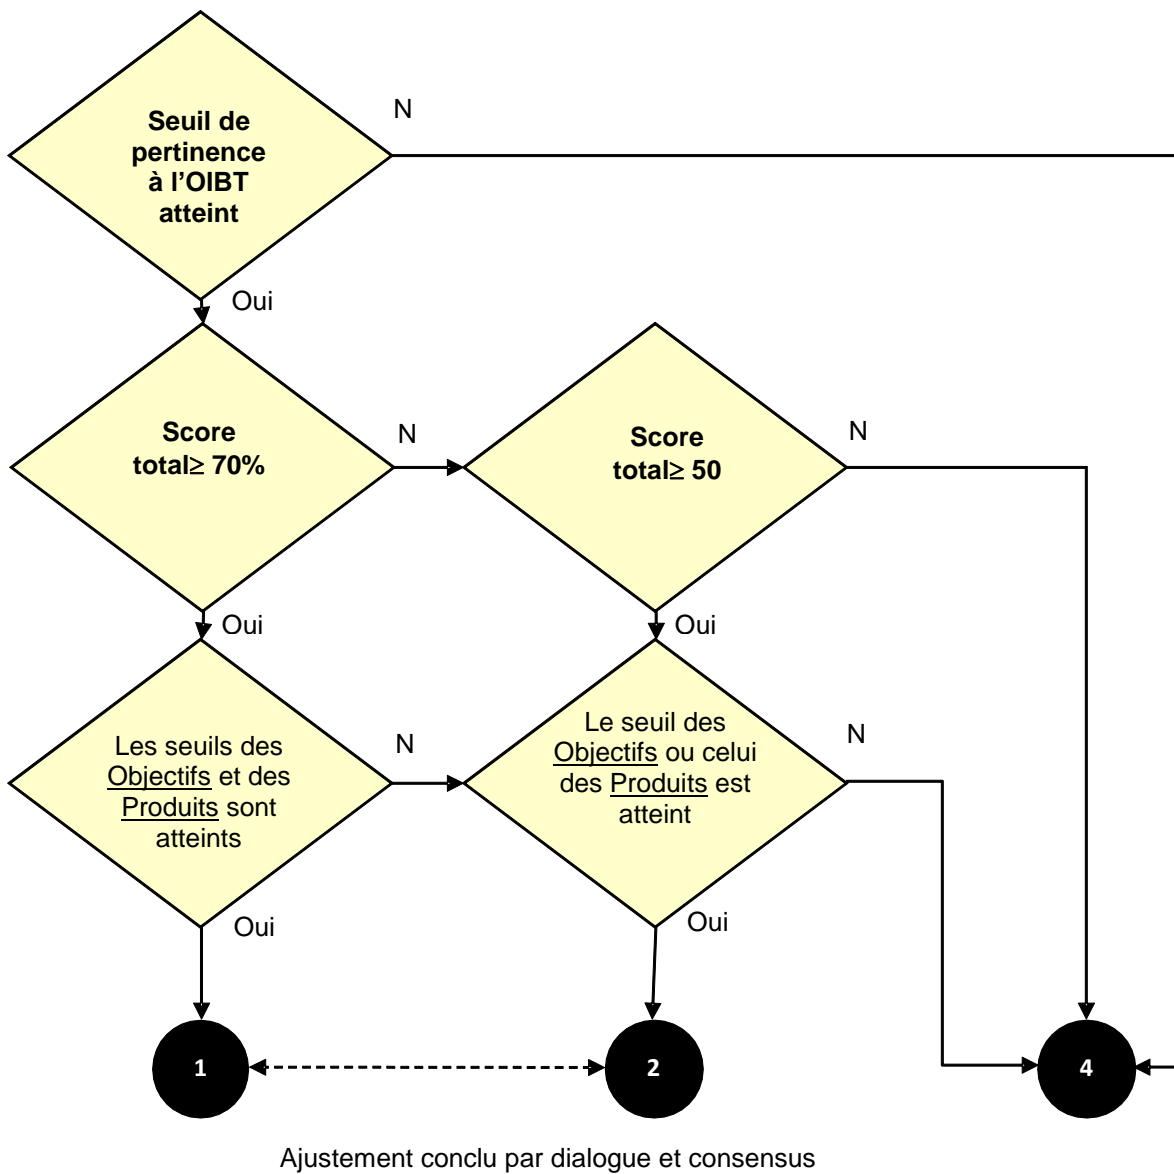 Seuil de
pertinence
à l'OIBT
atteint
N
Oui
Score
total≥ 70%
N
Score
total≥ 50
N
Oui
Oui
Les seuils des
Objectifs et des
Produits sont
atteints
N
Le seuil des
Objectifs ou celui
des Produits est
atteint
N
Oui
Oui
1
2
4
Ajustement conclu par dialogue et consensus